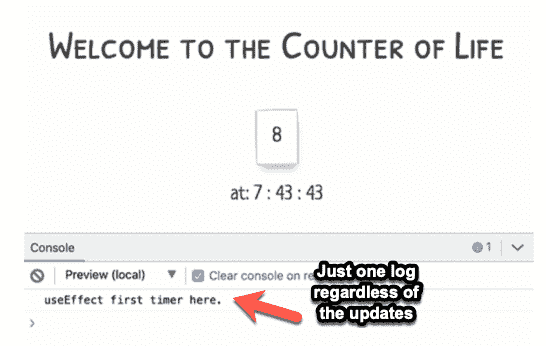 Welcome to the Counter of Life
8
at: 7 : 43 : 43
Console
1
Preview (local) ▼ Clear console on re
Just one log
regardless of
the updates
useEffect first timer here.
>